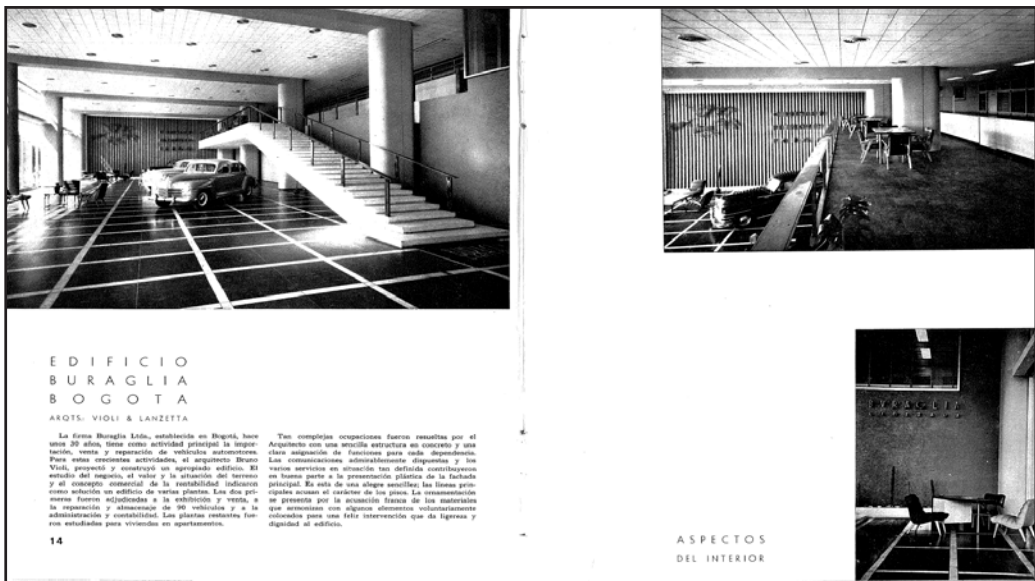 EDIFICIO
BURAGLIA
BOGOTA
ARQTS. VIOLI & LANZETTA
La firma Buraglia Ltda., establecida en Bogotá, hace
unos 30 años, tiene como actividad principal la impor-
tación, venta y reparación de vehículos automotores.
Para estas crecientes actividades, el arquitecto Bruno
Violi, proyectó y construyó un apropiado edificio. El
estudio del negocio, el valor y la situación del terreno
y el concepto comercial de la rentabilidad indicaron
como solución un edificio de varias plantas. Las dos pri-
meras fueron adjudicadas a la exhibición y venta, a
la reparación y almacenaje de 90 vehículos y a la
administración y contabilidad. Las plantas restantes fue-
ron estudiadas para viviendas en apartamentos.
Tan complejas ocupaciones fueron resueltas por el
Arquitecto con una sencilla estructura en concreto y una
clara asignación de funciones para cada dependencia.
Las comunicaciones admirablemente dispuestas y los
varios servicios en situación tan definida contribuyeron
en buena parte a la presentación plástica de la fachada
principal. Es esta de una alegre sencillez; las líneas prin-
cipales acusan el carácter de los pisos. La ornamentación
se presenta por la acusación franca de los materiales
que armonizan con algunos elementos voluntariamente
colocados para una feliz intervención que da ligereza y
dignidad al edificio.
14
BURAGLIA
ASPECTOS
DEL INTERIOR